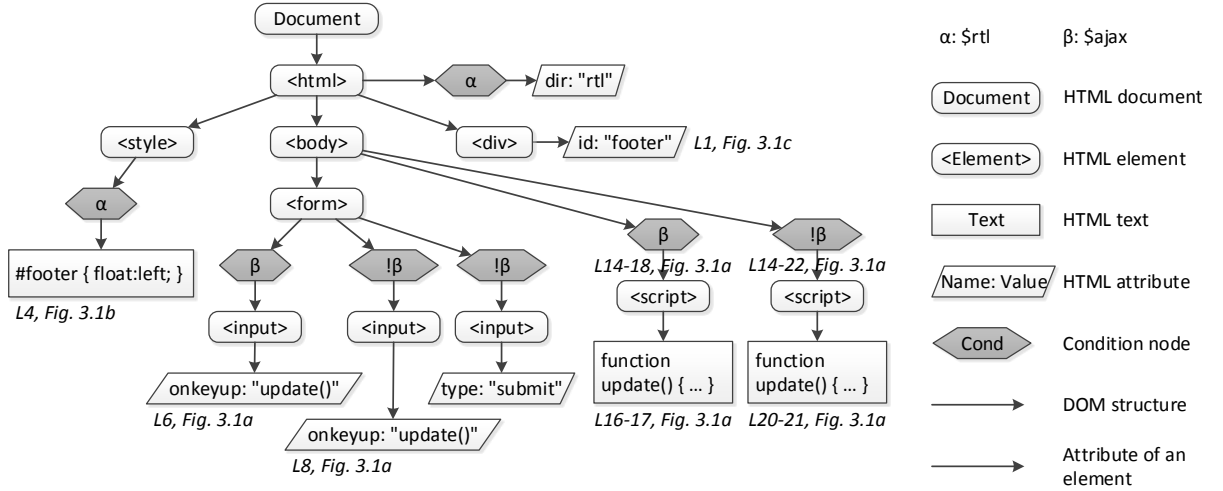 Document
α: $rtl
β: $ajax
<html>
α
dir: "rtl"
Document
HTML document
<style>
<body>
<div>
id: "footer"
L1, Fig. 3.1c
<Element>
HTML element
α
<form>
Text
HTML text
β
!β
#footer { float:left; }
L4, Fig. 3.1b
β
!β
!β
L14-18, Fig. 3.1a
L14-22, Fig. 3.1a
Name: Value
HTML attribute
<script>
<script>
<input>
<input>
<input>
Cond
Condition node
function
update() { ... }
function
update() { ... }
onkeyup: "update()"
L6, Fig. 3.1a
type: "submit"
L16-17, Fig. 3.1a
L20-21, Fig. 3.1a
DOM structure
onkeyup: "update()"
L8, Fig. 3.1a
Attribute of an
element